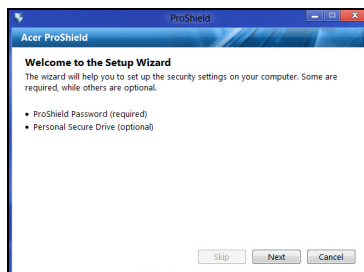 ProShield
Acer ProShield
Welcome to the Setup Wizard
The wizard will help you to set up the security settings on your computer. Some are
required, while others are optional.
• ProShield Password (required)
• Personal Secure Drive (optional)
Skip Next Cancel